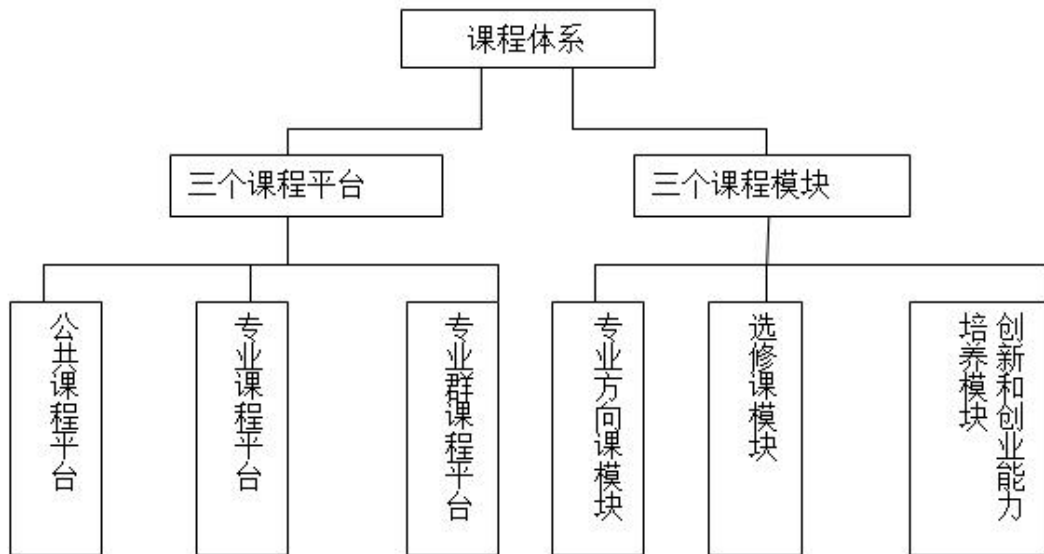 课程体系
三个课程平台
三个课程模块
公共课程平台
专业课程平台
专业群课程平台
专业方向课模块
选修课模块
创新和创业能力
培养模块